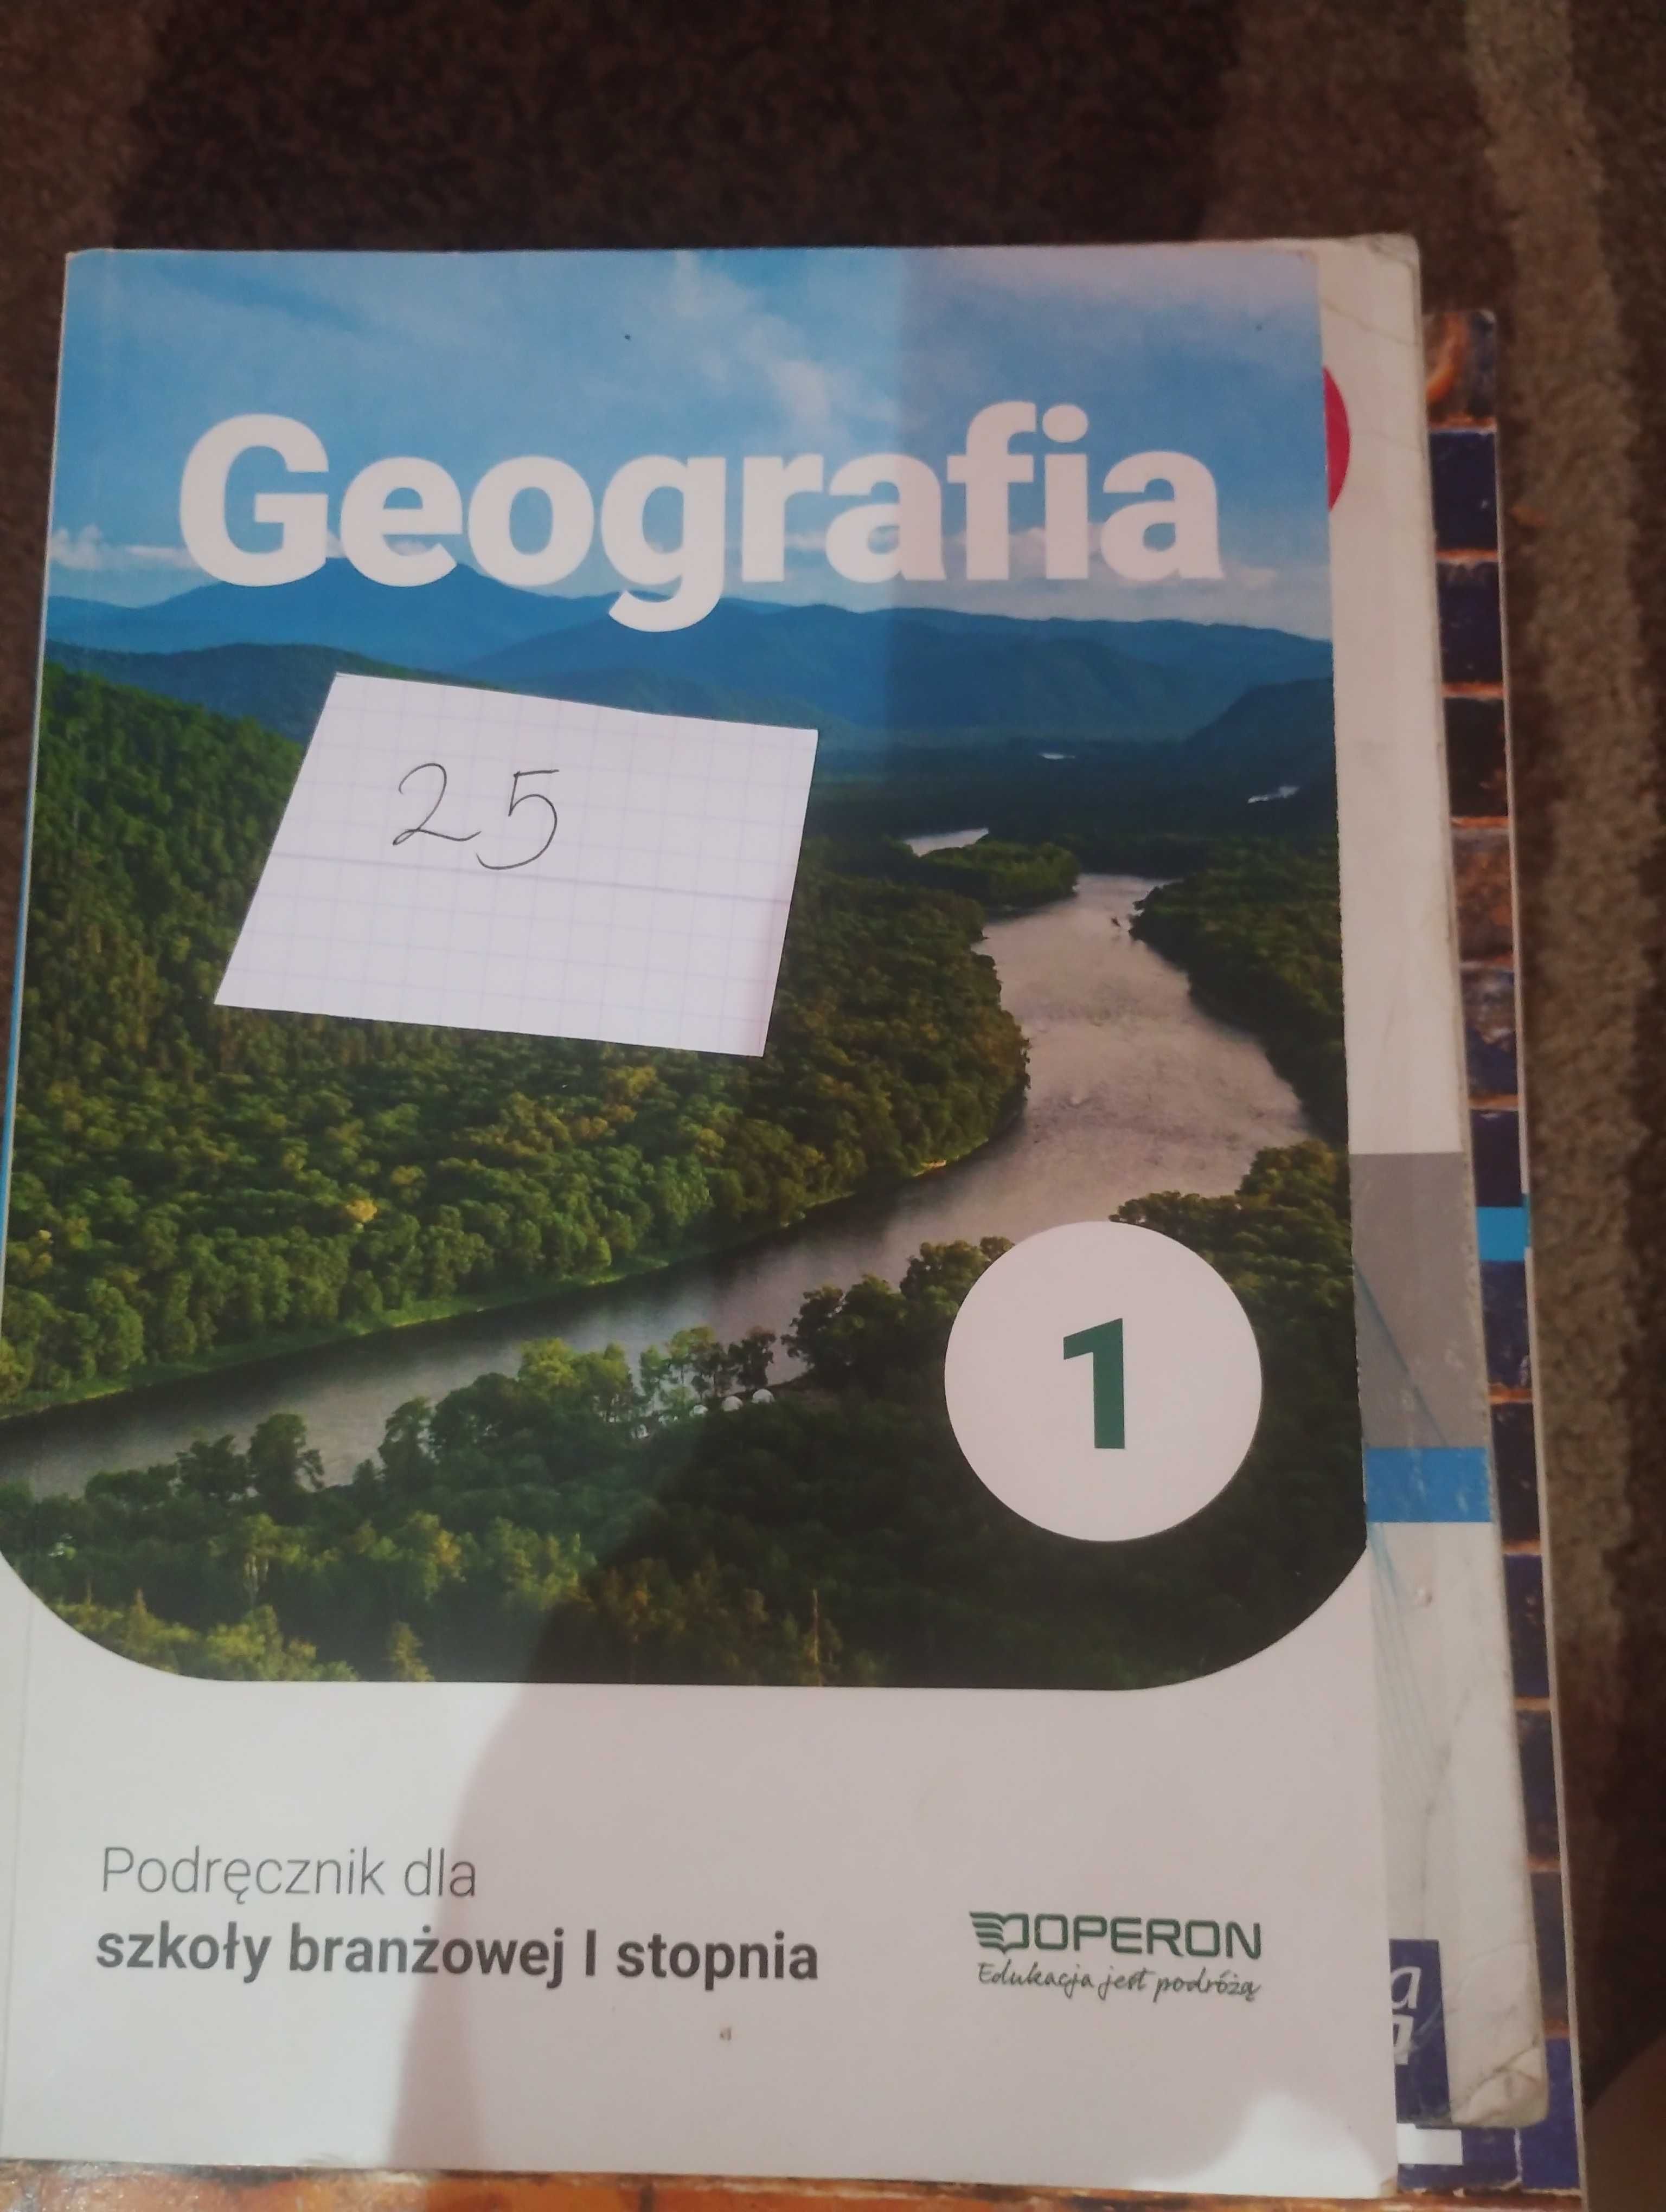 Geografia
25
1
Podręcznik dla
szkoły branżowej I stopnia
OPERON
Edukacja jest podróżą